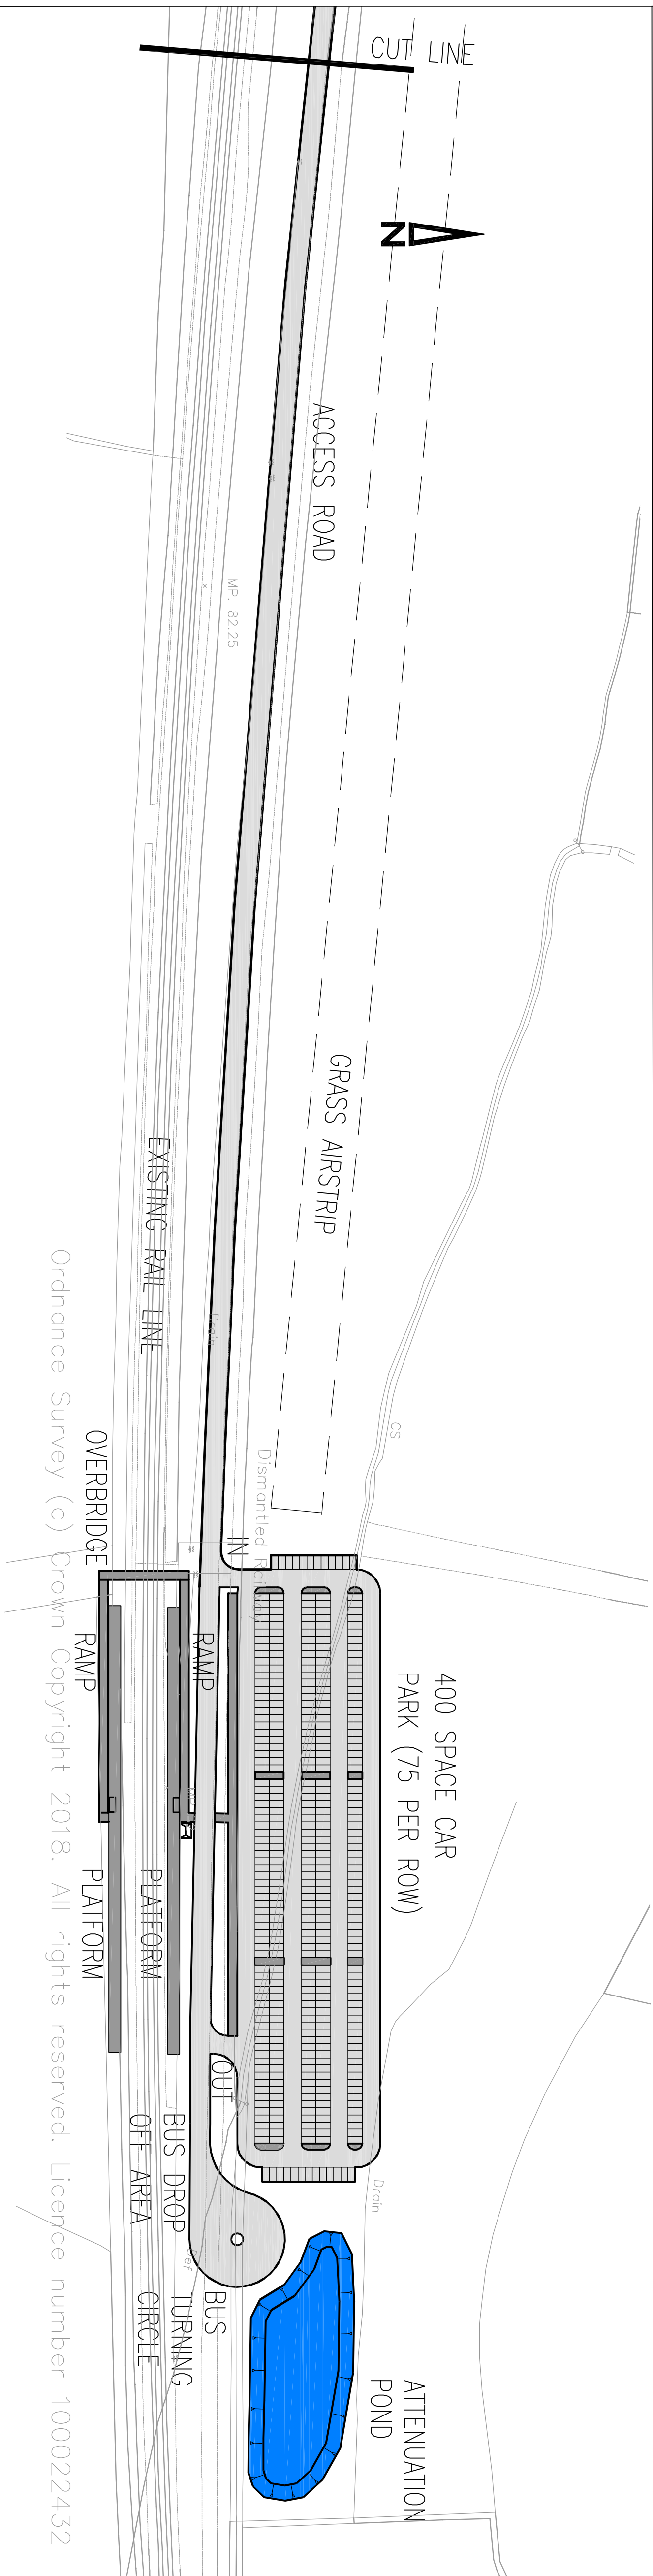 CUT LINE
N
ACCESS ROAD
MP. 82.25
GRASS AIRSTRIP
EXISTING RAIL LINE
Drain
CS
Dismantled Railway
OVERBRIDGE
IN
RAMP
RAMP
400 SPACE CAR
PARK (75 PER ROW)
PLATFORM
PLATFORM
OUT
BUS DROP
OFF AREA
Drain
Def
BUS
TURNING
CIRCLE
ATTENUATION
POND
Ordnance Survey (c) Crown Copyright 2018. All rights reserved. Licence number 100022432